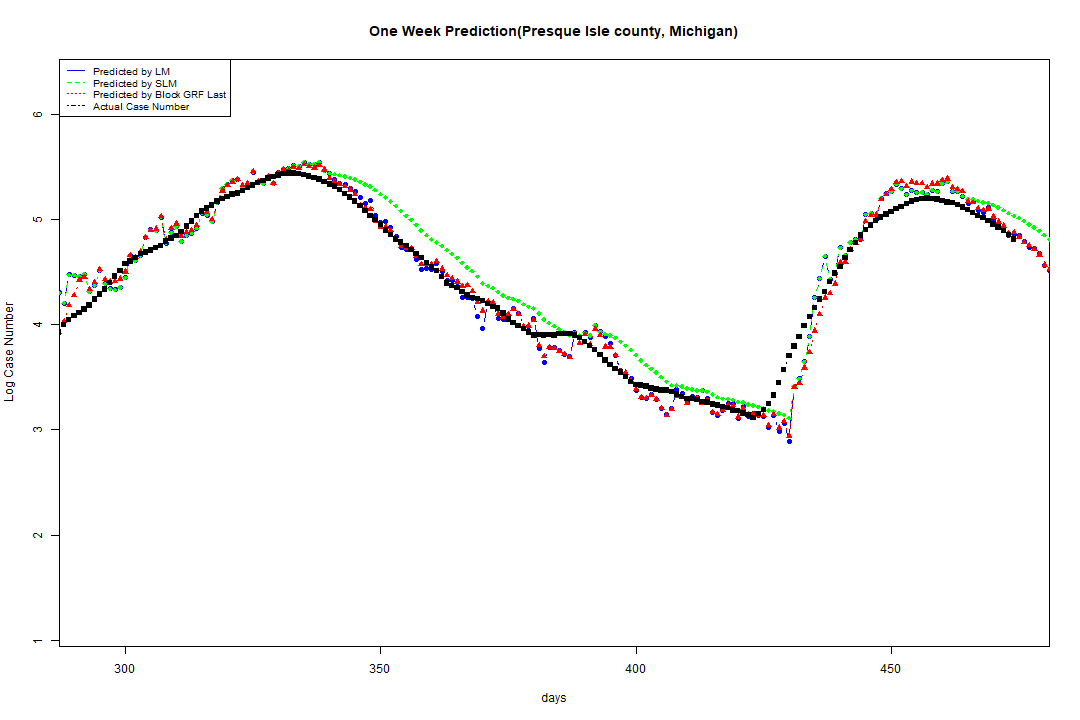 One Week Prediction(Presque Isle county, Michigan)
Predicted by LM
Predicted by SLM
Predicted by Block GRF Last
Actual Case Number
6
5
4
3
2
1
Log Case Number
300 350 400 450
days